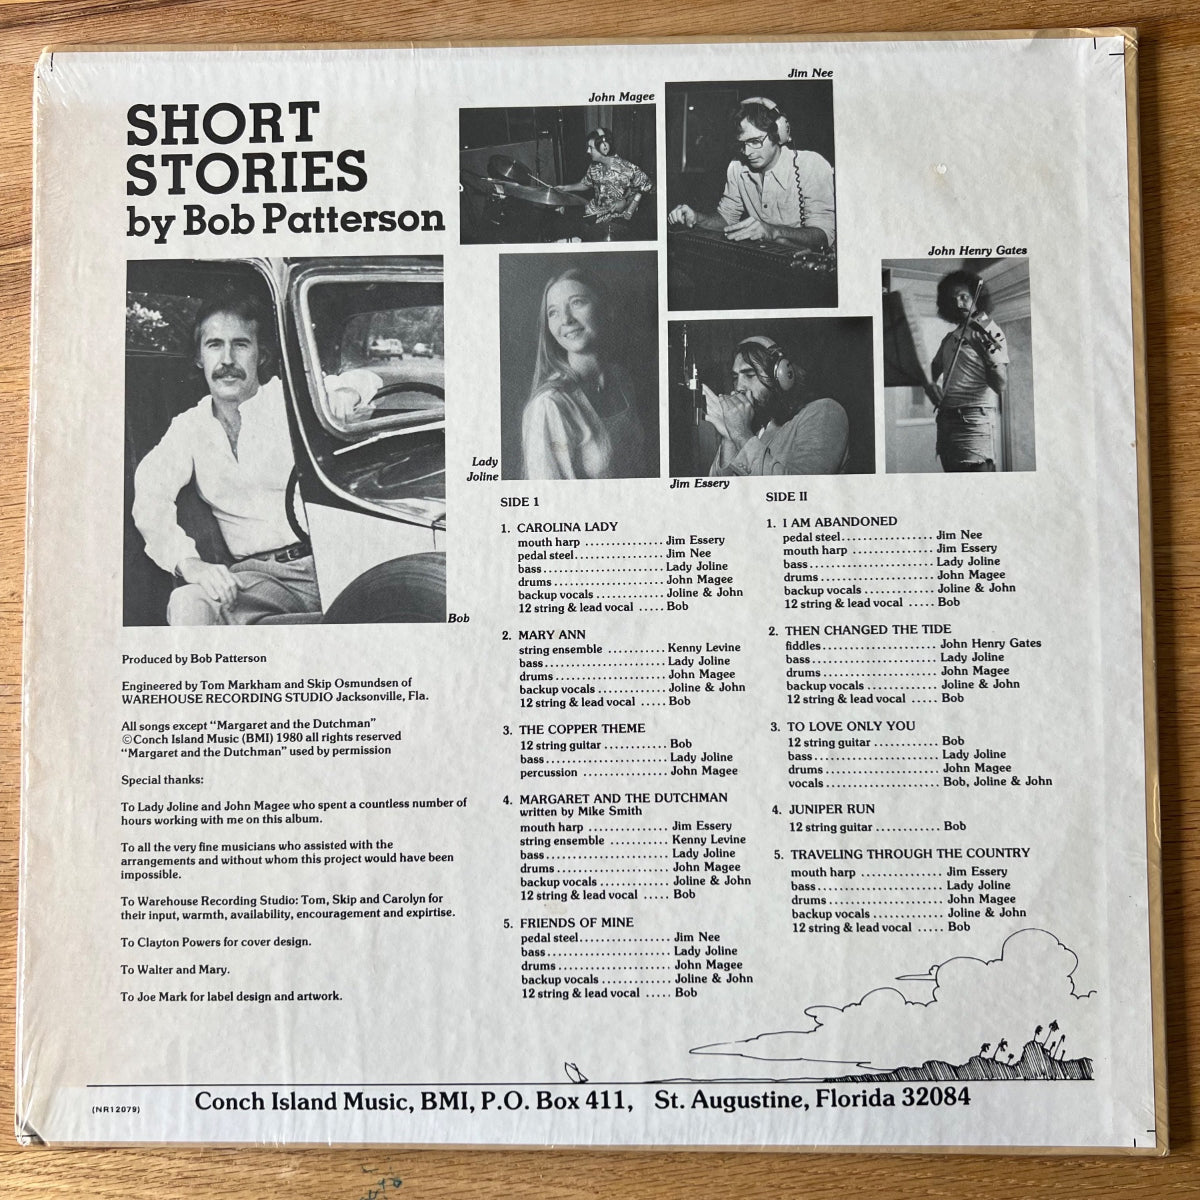 SHORT
STORIES
by Bob Patterson
John Magee
Jim Nee
John Henry Gates
Lady
Joline
Jim Essery
Bob
Produced by Bob Patterson
Engineered by Tom Markham and Skip Osmundsen of
WAREHOUSE RECORDING STUDIO Jacksonville, Fla.
All songs except “Margaret and the Dutchman”
©Conch Island Music (BMI) 1980 all rights reserved
“Margaret and the Dutchman” used by permission
Special thanks:
To Lady Joline and John Magee who spent a countless number of
hours working with me on this album.
To all the very fine musicians who assisted with the
arrangements and without whom this project would have been
impossible.
To Warehouse Recording Studio: Tom, Skip and Carolyn for
their input, warmth, availability, encouragement and expirtise.
To Clayton Powers for cover design.
To Walter and Mary.
To Joe Mark for label design and artwork.
SIDE 1
1. CAROLINA LADY
mouth harp ............... Jim Essery
pedal steel................ Jim Nee
bass...................... Lady Joline
drums.................... John Magee
backup vocals ............ Joline & John
12 string & lead vocal ..... Bob
2. MARY ANN
string ensemble .......... Kenny Levine
bass...................... Lady Joline
drums.................... John Magee
backup vocals ............ Joline & John
12 string & lead vocal ..... Bob
3. THE COPPER THEME
12 string guitar ........... Bob
bass...................... Lady Joline
percussion ............... John Magee
4. MARGARET AND THE DUTCHMAN
written by Mike Smith
mouth harp .............. Jim Essery
string ensemble .......... Kenny Levine
bass...................... Lady Joline
drums.................... John Magee
backup vocals ............ Joline & John
12 string & lead vocal ..... Bob
5. FRIENDS OF MINE
pedal steel................ Jim Nee
bass...................... Lady Joline
drums.................... John Magee
backup vocals ............ Joline & John
12 string & lead vocal ..... Bob
SIDE II
1. I AM ABANDONED
pedal steel................ Jim Nee
mouth harp .............. Jim Essery
bass...................... Lady Joline
drums.................... John Magee
backup vocals ............ Joline & John
12 string & lead vocal ..... Bob
2. THEN CHANGED THE TIDE
fiddles.................... John Henry Gates
bass...................... Lady Joline
drums.................... John Magee
backup vocals ............ Joline & John
12 string & lead vocal ..... Bob
3. TO LOVE ONLY YOU
12 string guitar ........... Bob
bass...................... Lady Joline
drums.................... John Magee
vocals.................... Bob, Joline & John
4. JUNIPER RUN
12 string guitar ........... Bob
5. TRAVELING THROUGH THE COUNTRY
mouth harp .............. Jim Essery
bass...................... Lady Joline
drums.................... John Magee
backup vocals ............ Joline & John
12 string & lead vocal ..... Bob
(NR12079)
Conch Island Music, BMI, P.O. Box 411, St. Augustine, Florida 32084